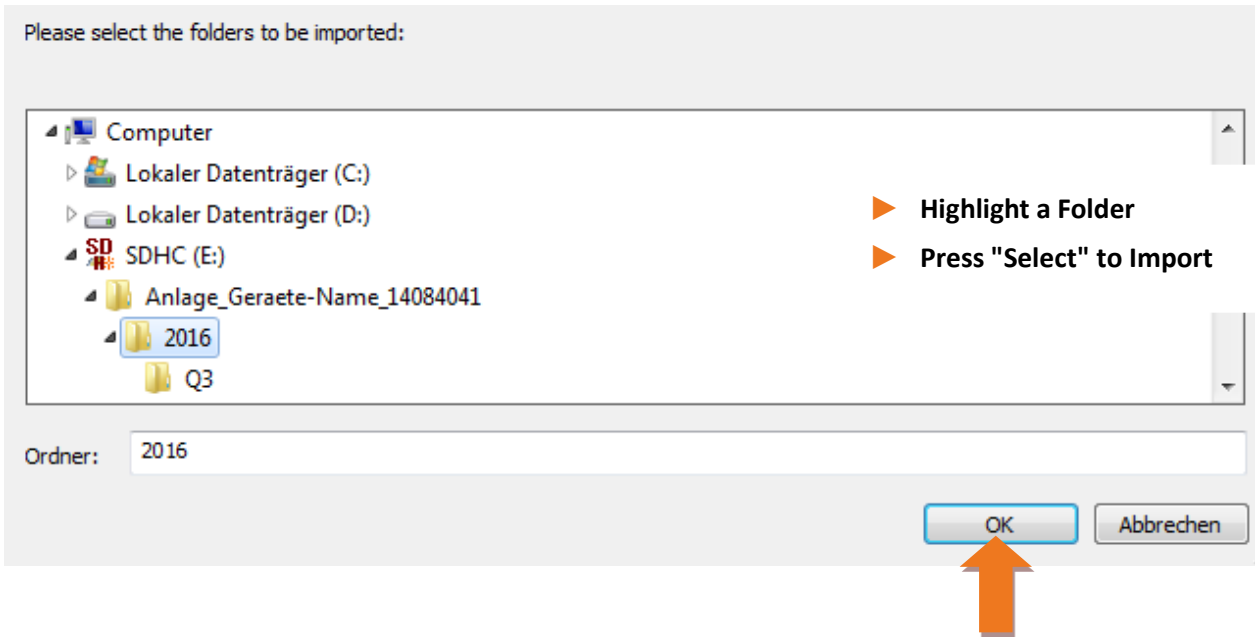 Please select the folders to be imported:
Computer
Lokaler Datenträger (C:)
Lokaler Datenträger (D:)
Highlight a Folder
SDHC (E:)
Press "Select" to Import
Anlage_Geraete-Name_14084041
2016
Q3
Ordner: 2016
OK Abbrechen